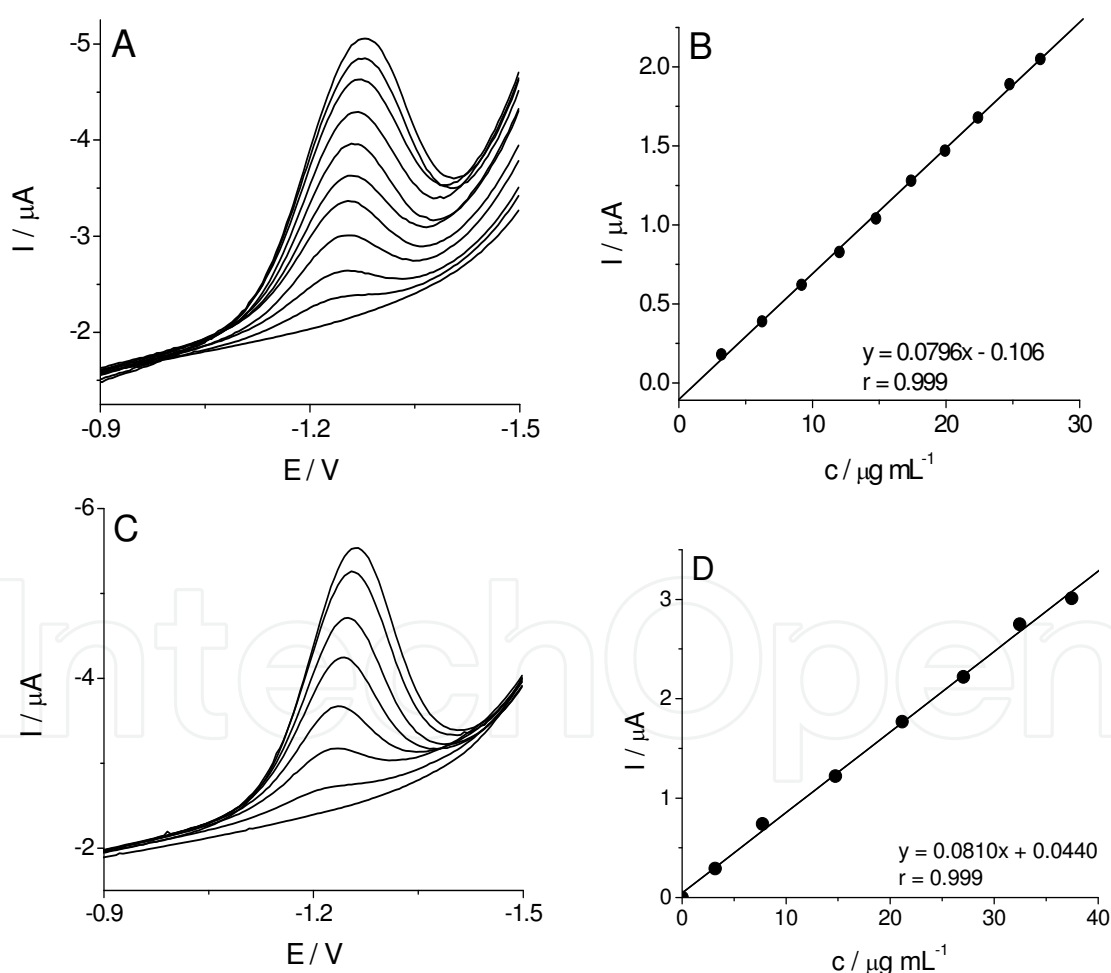 A
-5
-4
-3
-2
I / μA
-0.9
-1.2
-1.5
E / V
B
2.0
1.5
1.0
0.5
0.0
I / μA
y = 0.0796x - 0.106
r = 0.999
0
10
20
30
c / μg mL⁻¹
C
-6
-4
-2
I / μA
-0.9
-1.2
-1.5
E / V
D
3
2
1
0
I / μA
y = 0.0810x + 0.0440
r = 0.999
0
10
20
30
40
c / μg mL⁻¹
IntechOpen